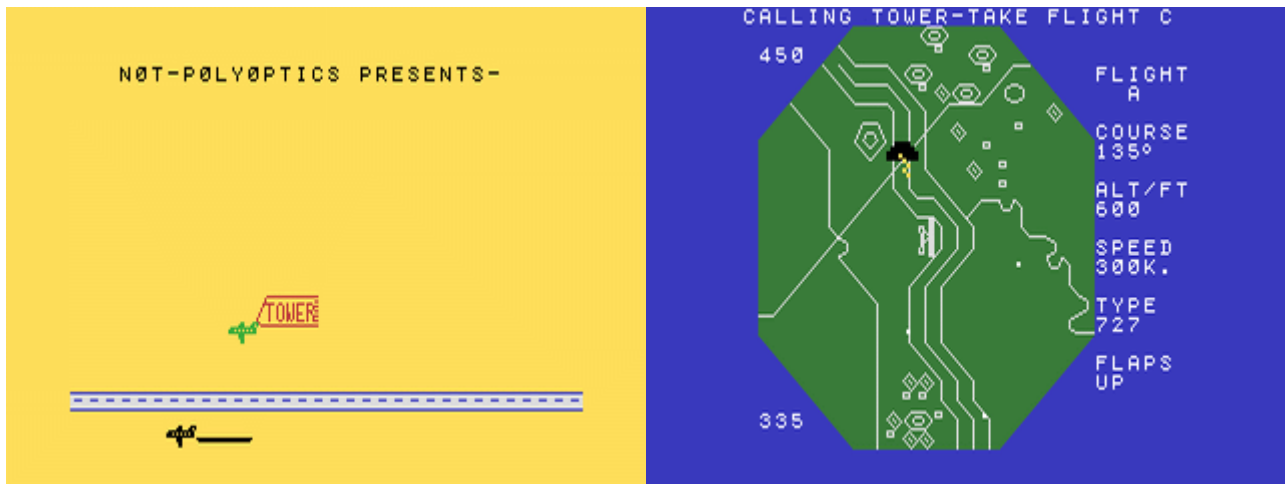 NØT-PØLYØPTICS PRESENTS-
TOWER
CALLING TOWER-TAKE FLIGHT C
450
FLIGHT
A
COURSE
135º
ALT/FT
600
SPEED
300K.
TYPE
727
FLAPS
UP
335